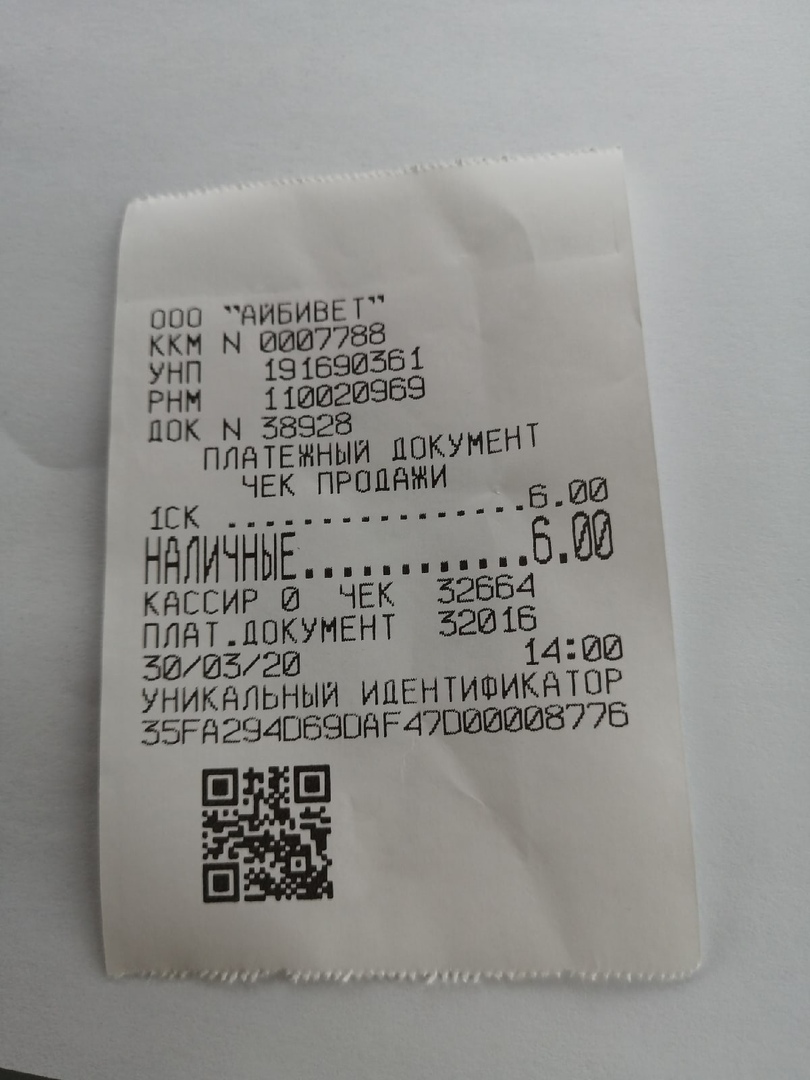 ООО "АЙБИВЕТ"
ККМ N 0007788
УНП 191690361
РНМ 110020969
ДОК N 38928
ПЛАТЕЖНЫЙ ДОКУМЕНТ
ЧЕК ПРОДАЖИ
1СК ................6.00
НАЛИЧНЫЕ............6.00
КАССИР 0 ЧЕК 32664
ПЛАТ.ДОКУМЕНТ 32016
30/03/20 14:00
УНИКАЛЬНЫЙ ИДЕНТИФИКАТОР
35FA294D69DAF47D00008776